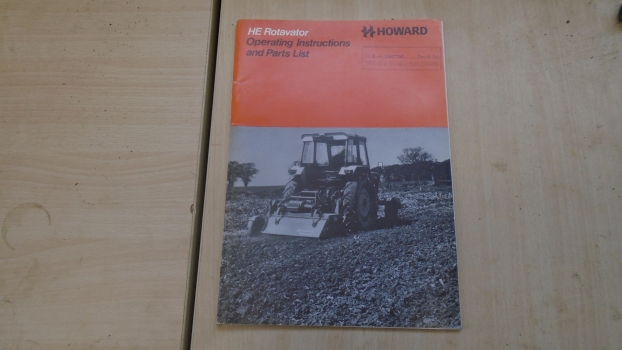 HE Rotavator
Operating Instructions
and Parts List
HOWARD